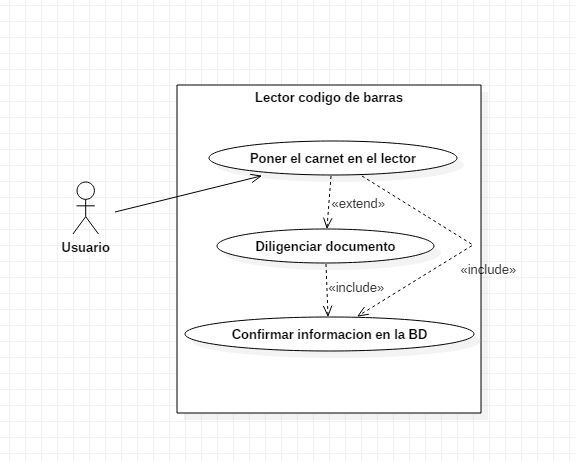 Lector codigo de barras
Poner el carnet en el lector
«extend»
Usuario
Diligenciar documento
«include»
«include»
Confirmar informacion en la BD